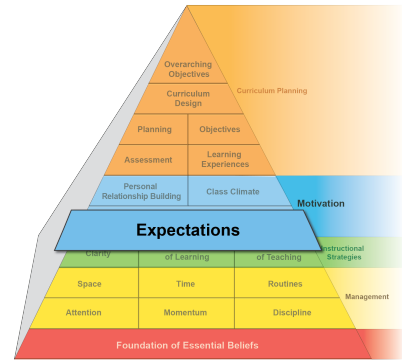 Overarching
Objectives
Curriculum Planning
Curriculum
Design
Planning
Objectives
Assessment
Learning
Experiences
Personal
Relationship Building
Class Climate
Motivation
Expectations
Clarity
of Learning
of Teaching
Instructional
Strategies
Space
Time
Routines
Management
Attention
Momentum
Discipline
Foundation of Essential Beliefs